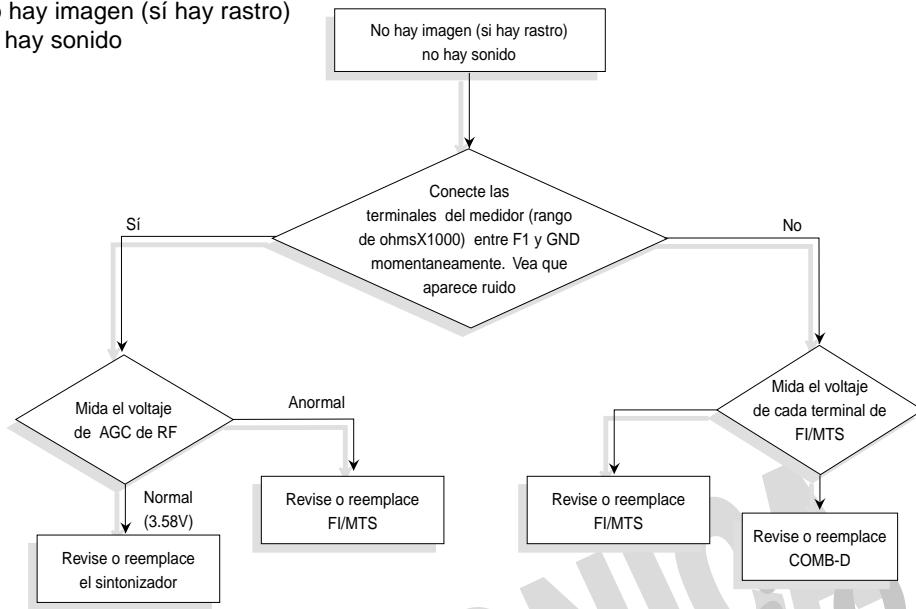 hay imagen (sí hay rastro)
hay sonido
No hay imagen (si hay rastro)
no hay sonido
Conecte las
terminales del medidor (rango
de ohmsX1000) entre F1 y GND
momentaneamente. Vea que
aparece ruido
Sí
No
Mida el voltaje
de AGC de RF
Anormal
Normal
(3.58V)
Revise o reemplace
el sintonizador
Revise o reemplace
FI/MTS
Mida el voltaje
de cada terminal de
FI/MTS
Revise o reemplace
FI/MTS
Revise o reemplace
COMB-D